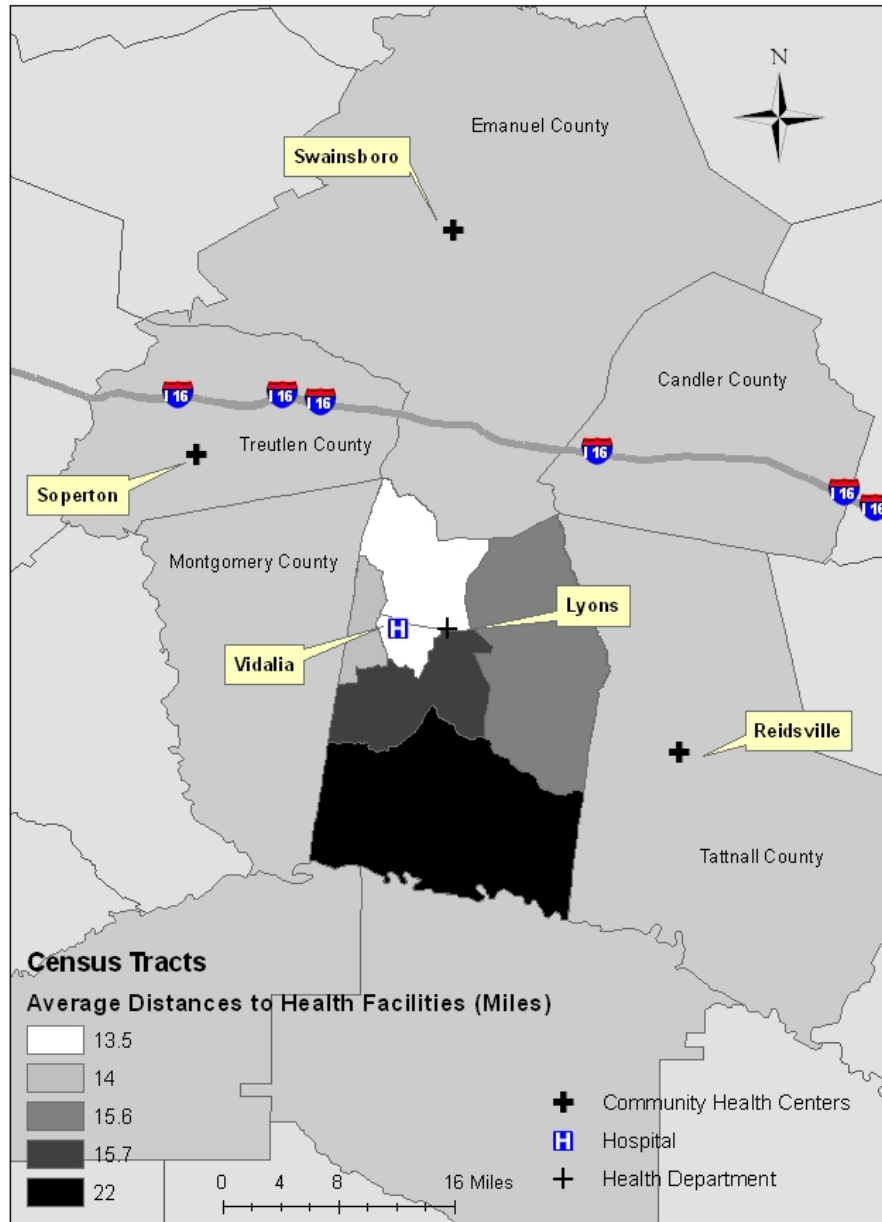 N
Emanuel County
Swainsboro
Candler County
I 16
I 16
I 16
I 16
I 16
I 16
Treutlen County
Soperton
Montgomery County
Lyons
H
Vidalia
Reidsville
Tattnall County
Census Tracts
Average Distances to Health Facilities (Miles)
13.5
14
15.6
15.7
22
0 4 8 16 Miles
Community Health Centers
H Hospital
Health Department